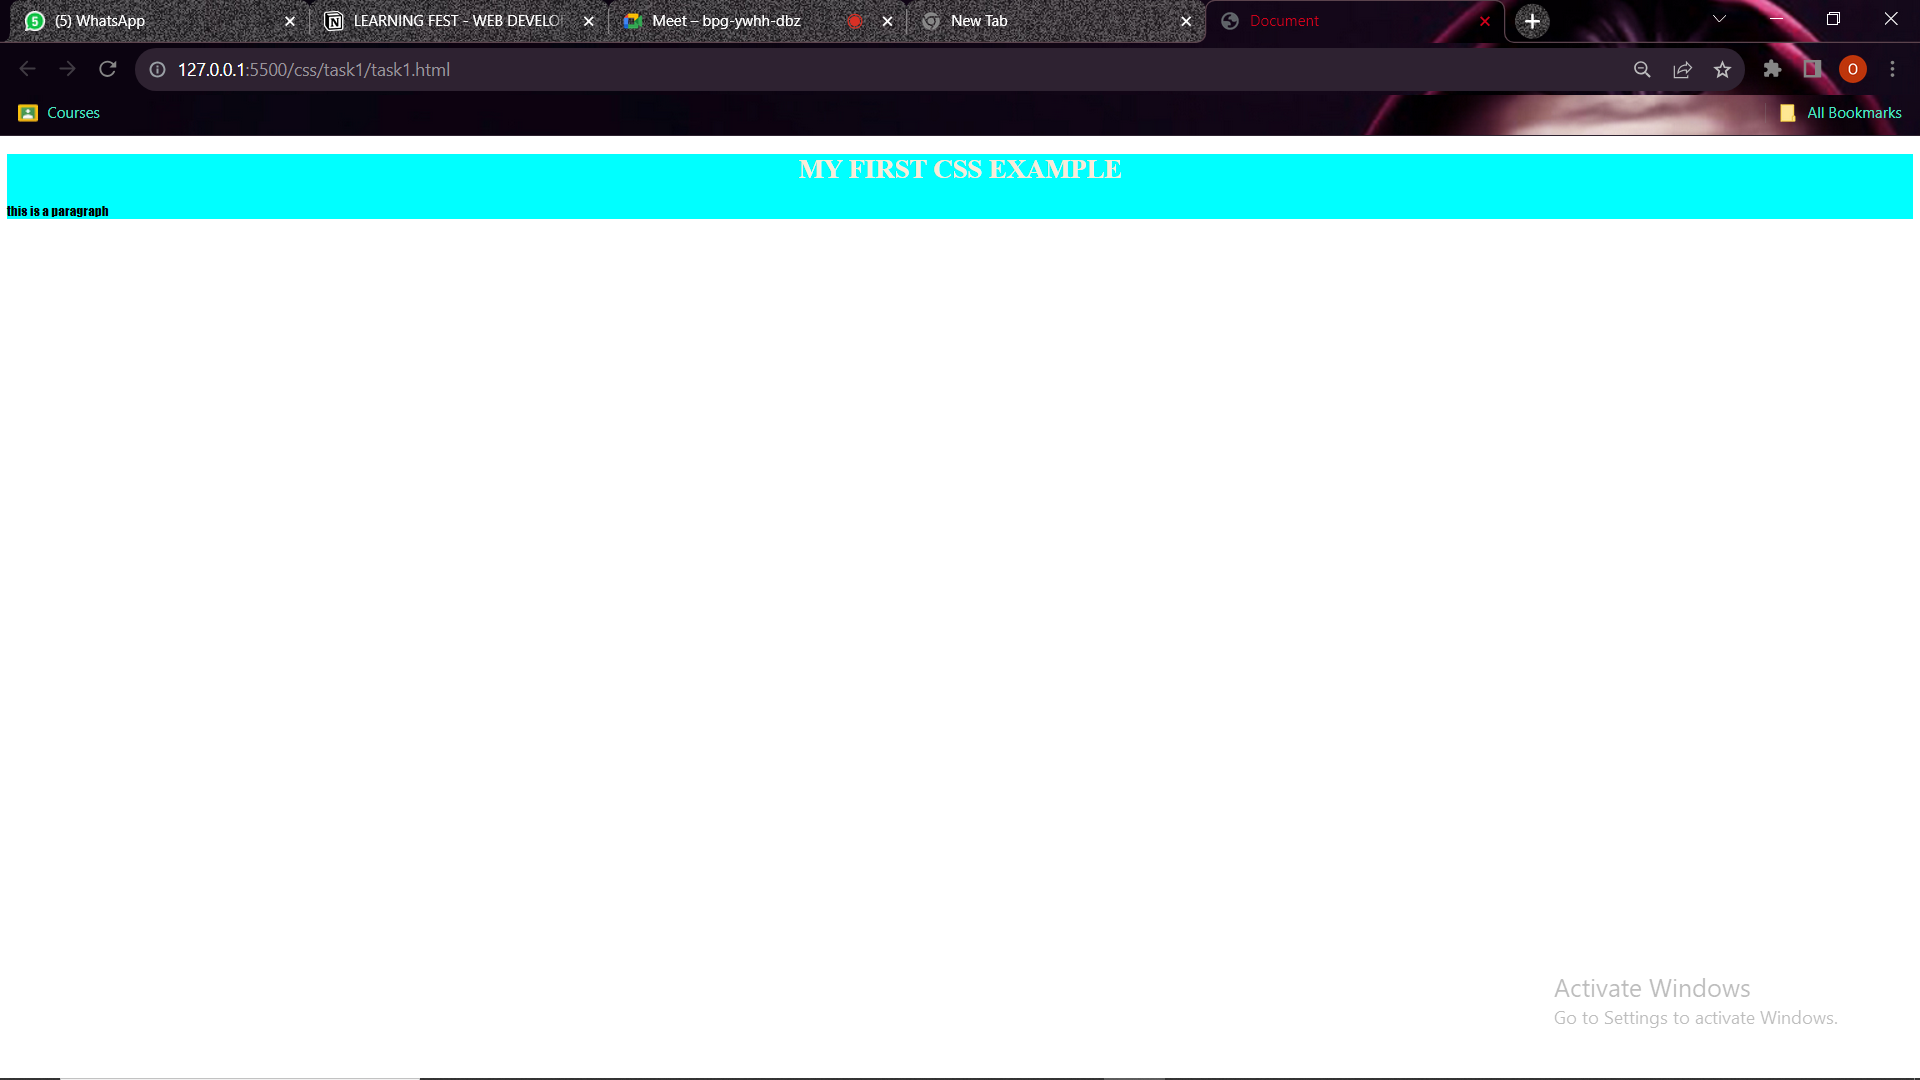 5 (5) WhatsApp
LEARNING FEST - WEB DEVELO
Meet – bpg-ywhh-dbz
New Tab
Document
127.0.0.1:5500/css/task1/task1.html
O
Courses
All Bookmarks
MY FIRST CSS EXAMPLE
this is a paragraph
Activate Windows
Go to Settings to activate Windows.